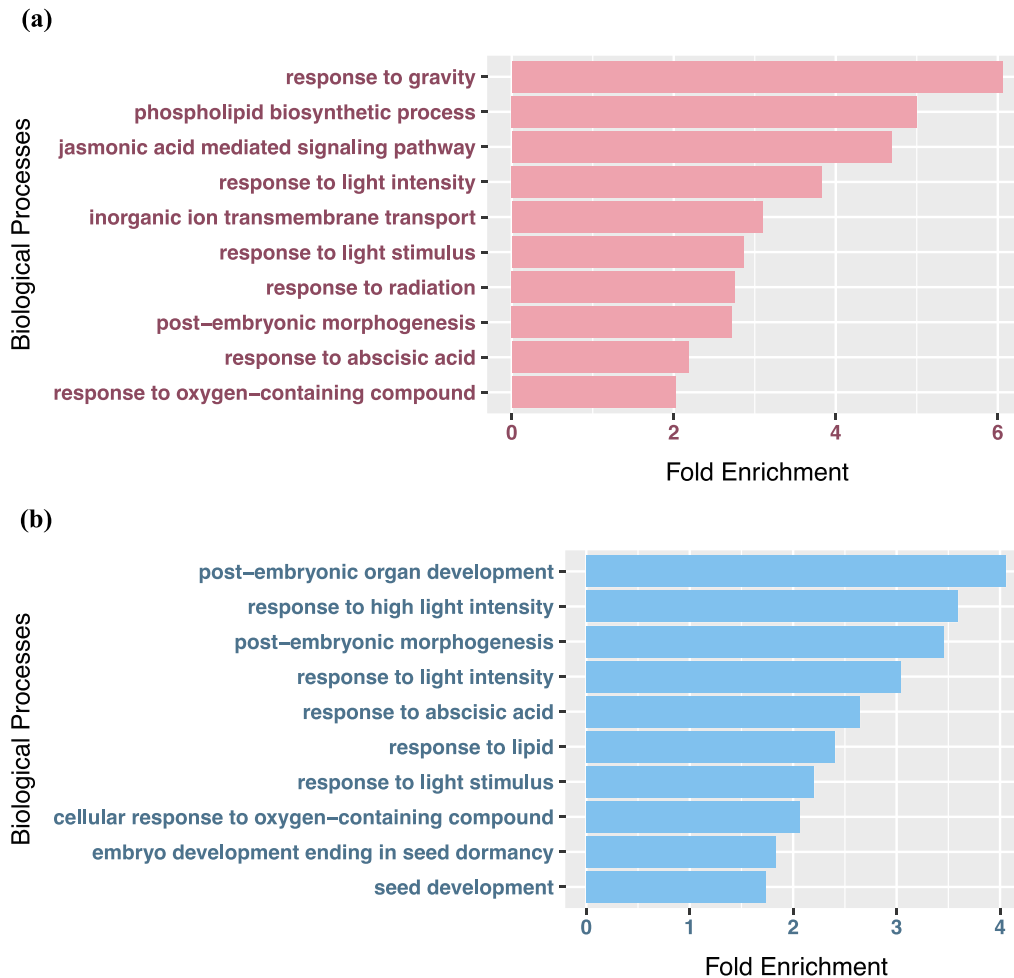 (a)
Biological Processes
response to gravity
phospholipid biosynthetic process
jasmonic acid mediated signaling pathway
response to light intensity
inorganic ion transmembrane transport
response to light stimulus
response to radiation
post−embryonic morphogenesis
response to abscisic acid
response to oxygen−containing compound
0 2 4 6
Fold Enrichment
(b)
Biological Processes
post−embryonic organ development
response to high light intensity
post−embryonic morphogenesis
response to light intensity
response to abscisic acid
response to lipid
response to light stimulus
cellular response to oxygen−containing compound
embryo development ending in seed dormancy
seed development
0 1 2 3 4
Fold Enrichment